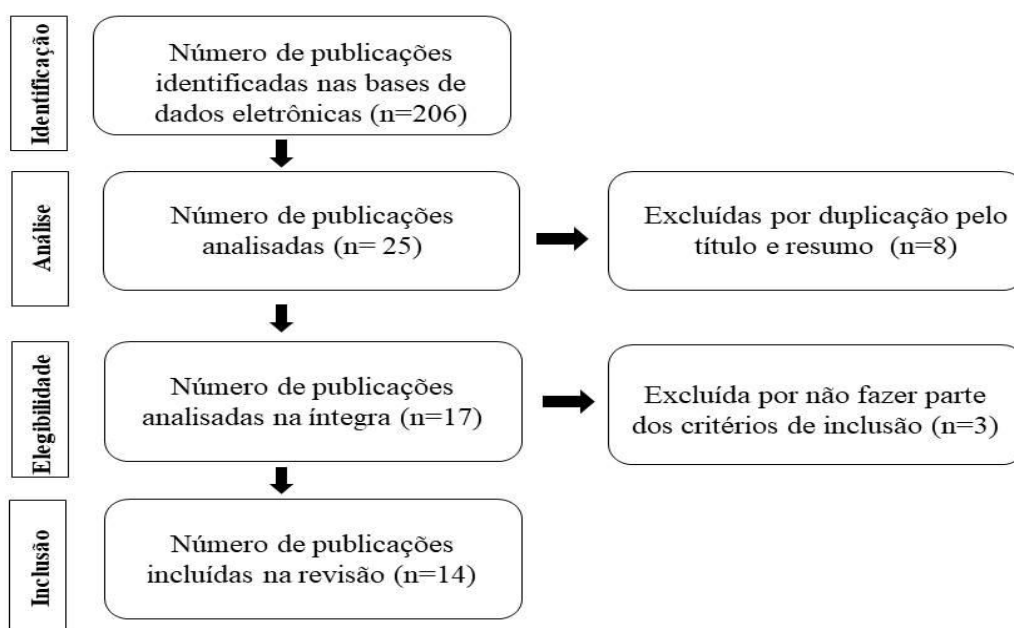 Identificação
Número de publicações
identificadas nas bases de
dados eletrônicas (n=206)
Análise
Número de publicações
analisadas (n= 25)
Excluídas por duplicação pelo
título e resumo (n=8)
Elegibilidade
Número de publicações
analisadas na íntegra (n=17)
Excluída por não fazer parte
dos critérios de inclusão (n=3)
Inclusão
Número de publicações
incluídas na revisão (n=14)